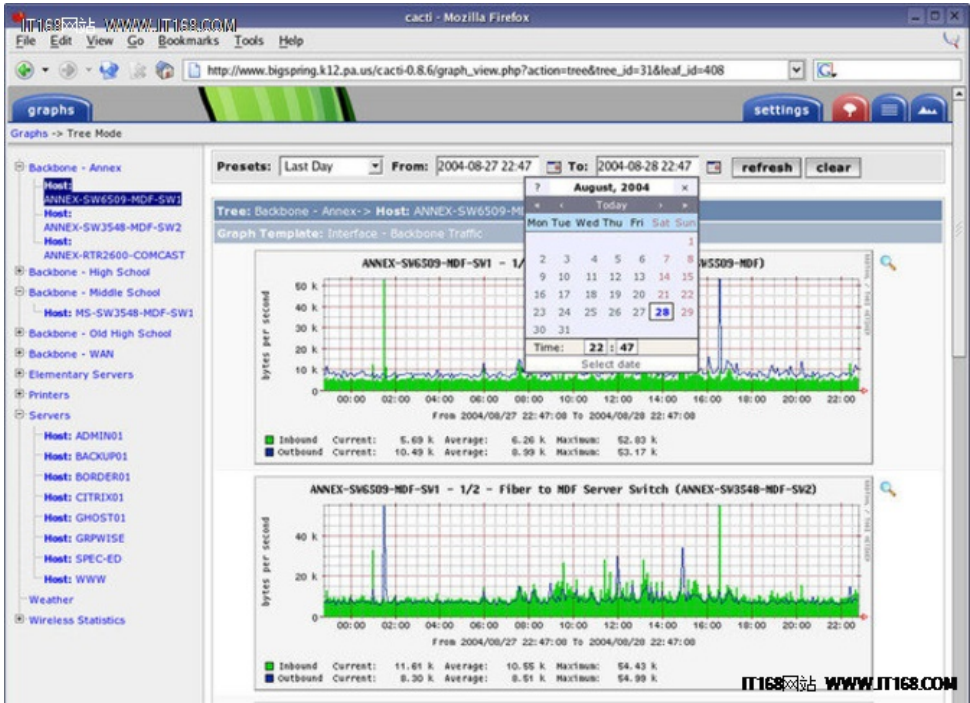 cacti - Mozilla Firefox
IT168网站 WWW.IT168.COM
File Edit View Go Bookmarks Tools Help
http://www.bigspring.k12.pa.us/cacti-0.8.6/graph_view.php?action=tree&tree_id=31&leaf_id=408
graphs
settings
Graphs -> Tree Mode
Backbone - Annex
Host:
ANNEX-SW6509-MDF-SW1
Host:
ANNEX-SW3548-MDF-SW2
Host:
ANNEX-RTR2600-COMCAST
Backbone - High School
Backbone - Middle School
Host: MS-SW3548-MDF-SW1
Backbone - Old High School
Backbone - WAN
Elementary Servers
Printers
Servers
Host: ADMIN01
Host: BACKUP01
Host: BORDER01
Host: CITRIX01
Host: GHOST01
Host: GRPWISE
Host: SPEC-ED
Host: WWW
Weather
Wireless Statistics
Presets: Last Day From: 2004-08-27 22:47 To: 2004-08-28 22:47 refresh clear
Tree: Backbone - Annex-> Host: ANNEX-SW6509-M
Graph Template: Interface - Backbone Traffic
? August, 2004 ×
« ‹ Today › »
Mon Tue Wed Thu Fri Sat Sun
1
2 3 4 5 6 7 8
9 10 11 12 13 14 15
16 17 18 19 20 21 22
23 24 25 26 27 28 29
30 31
Time: 22 : 47
Select date
ANNEX-SW6509-MDF-SW1 - 1/
-MDF)
bytes per second
50 k
40 k
30 k
20 k
10 k
0
00:00 02:00 04:00 06:00 08:00 10:00 12:00 14:00 16:00 18:00 20:00 22:00
From 2004/08/27 22:47:08 To 2004/08/28 22:47:08
Inbound Current: 5.69 k Average: 6.26 k Maximum: 52.83 k
Outbound Current: 10.49 k Average: 8.99 k Maximum: 53.17 k
ANNEX-SW6509-MDF-SW1 - 1/2 - Fiber to MDF Server Switch (ANNEX-SW3548-MDF-SW2)
bytes per second
40 k
20 k
0
00:00 02:00 04:00 06:00 08:00 10:00 12:00 14:00 16:00 18:00 20:00 22:00
From 2004/08/27 22:47:08 To 2004/08/28 22:47:08
Inbound Current: 11.61 k Average: 10.55 k Maximum: 54.43 k
Outbound Current: 8.30 k Average: 8.51 k Maximum: 54.99 k
IT168网站 WWW.IT168.COM